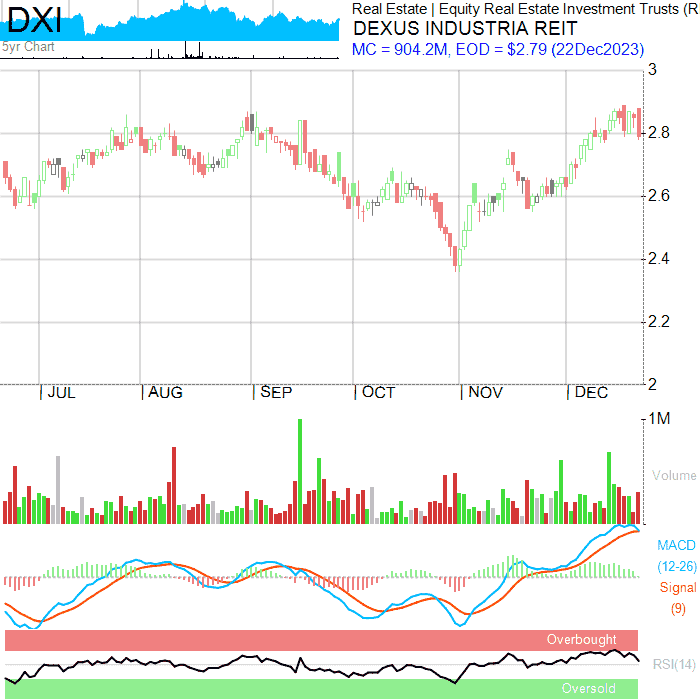 DXI
5yr Chart
Real Estate | Equity Real Estate Investment Trusts (R
DEXUS INDUSTRIA REIT
MC = 904.2M, EOD = $2.79 (22Dec2023)
3
2.8
2.6
2.4
2.2
2
JUL AUG SEP OCT NOV DEC
1M
Volume
MACD
(12-26)
Signal
(9)
Overbought
RSI(14)
Oversold